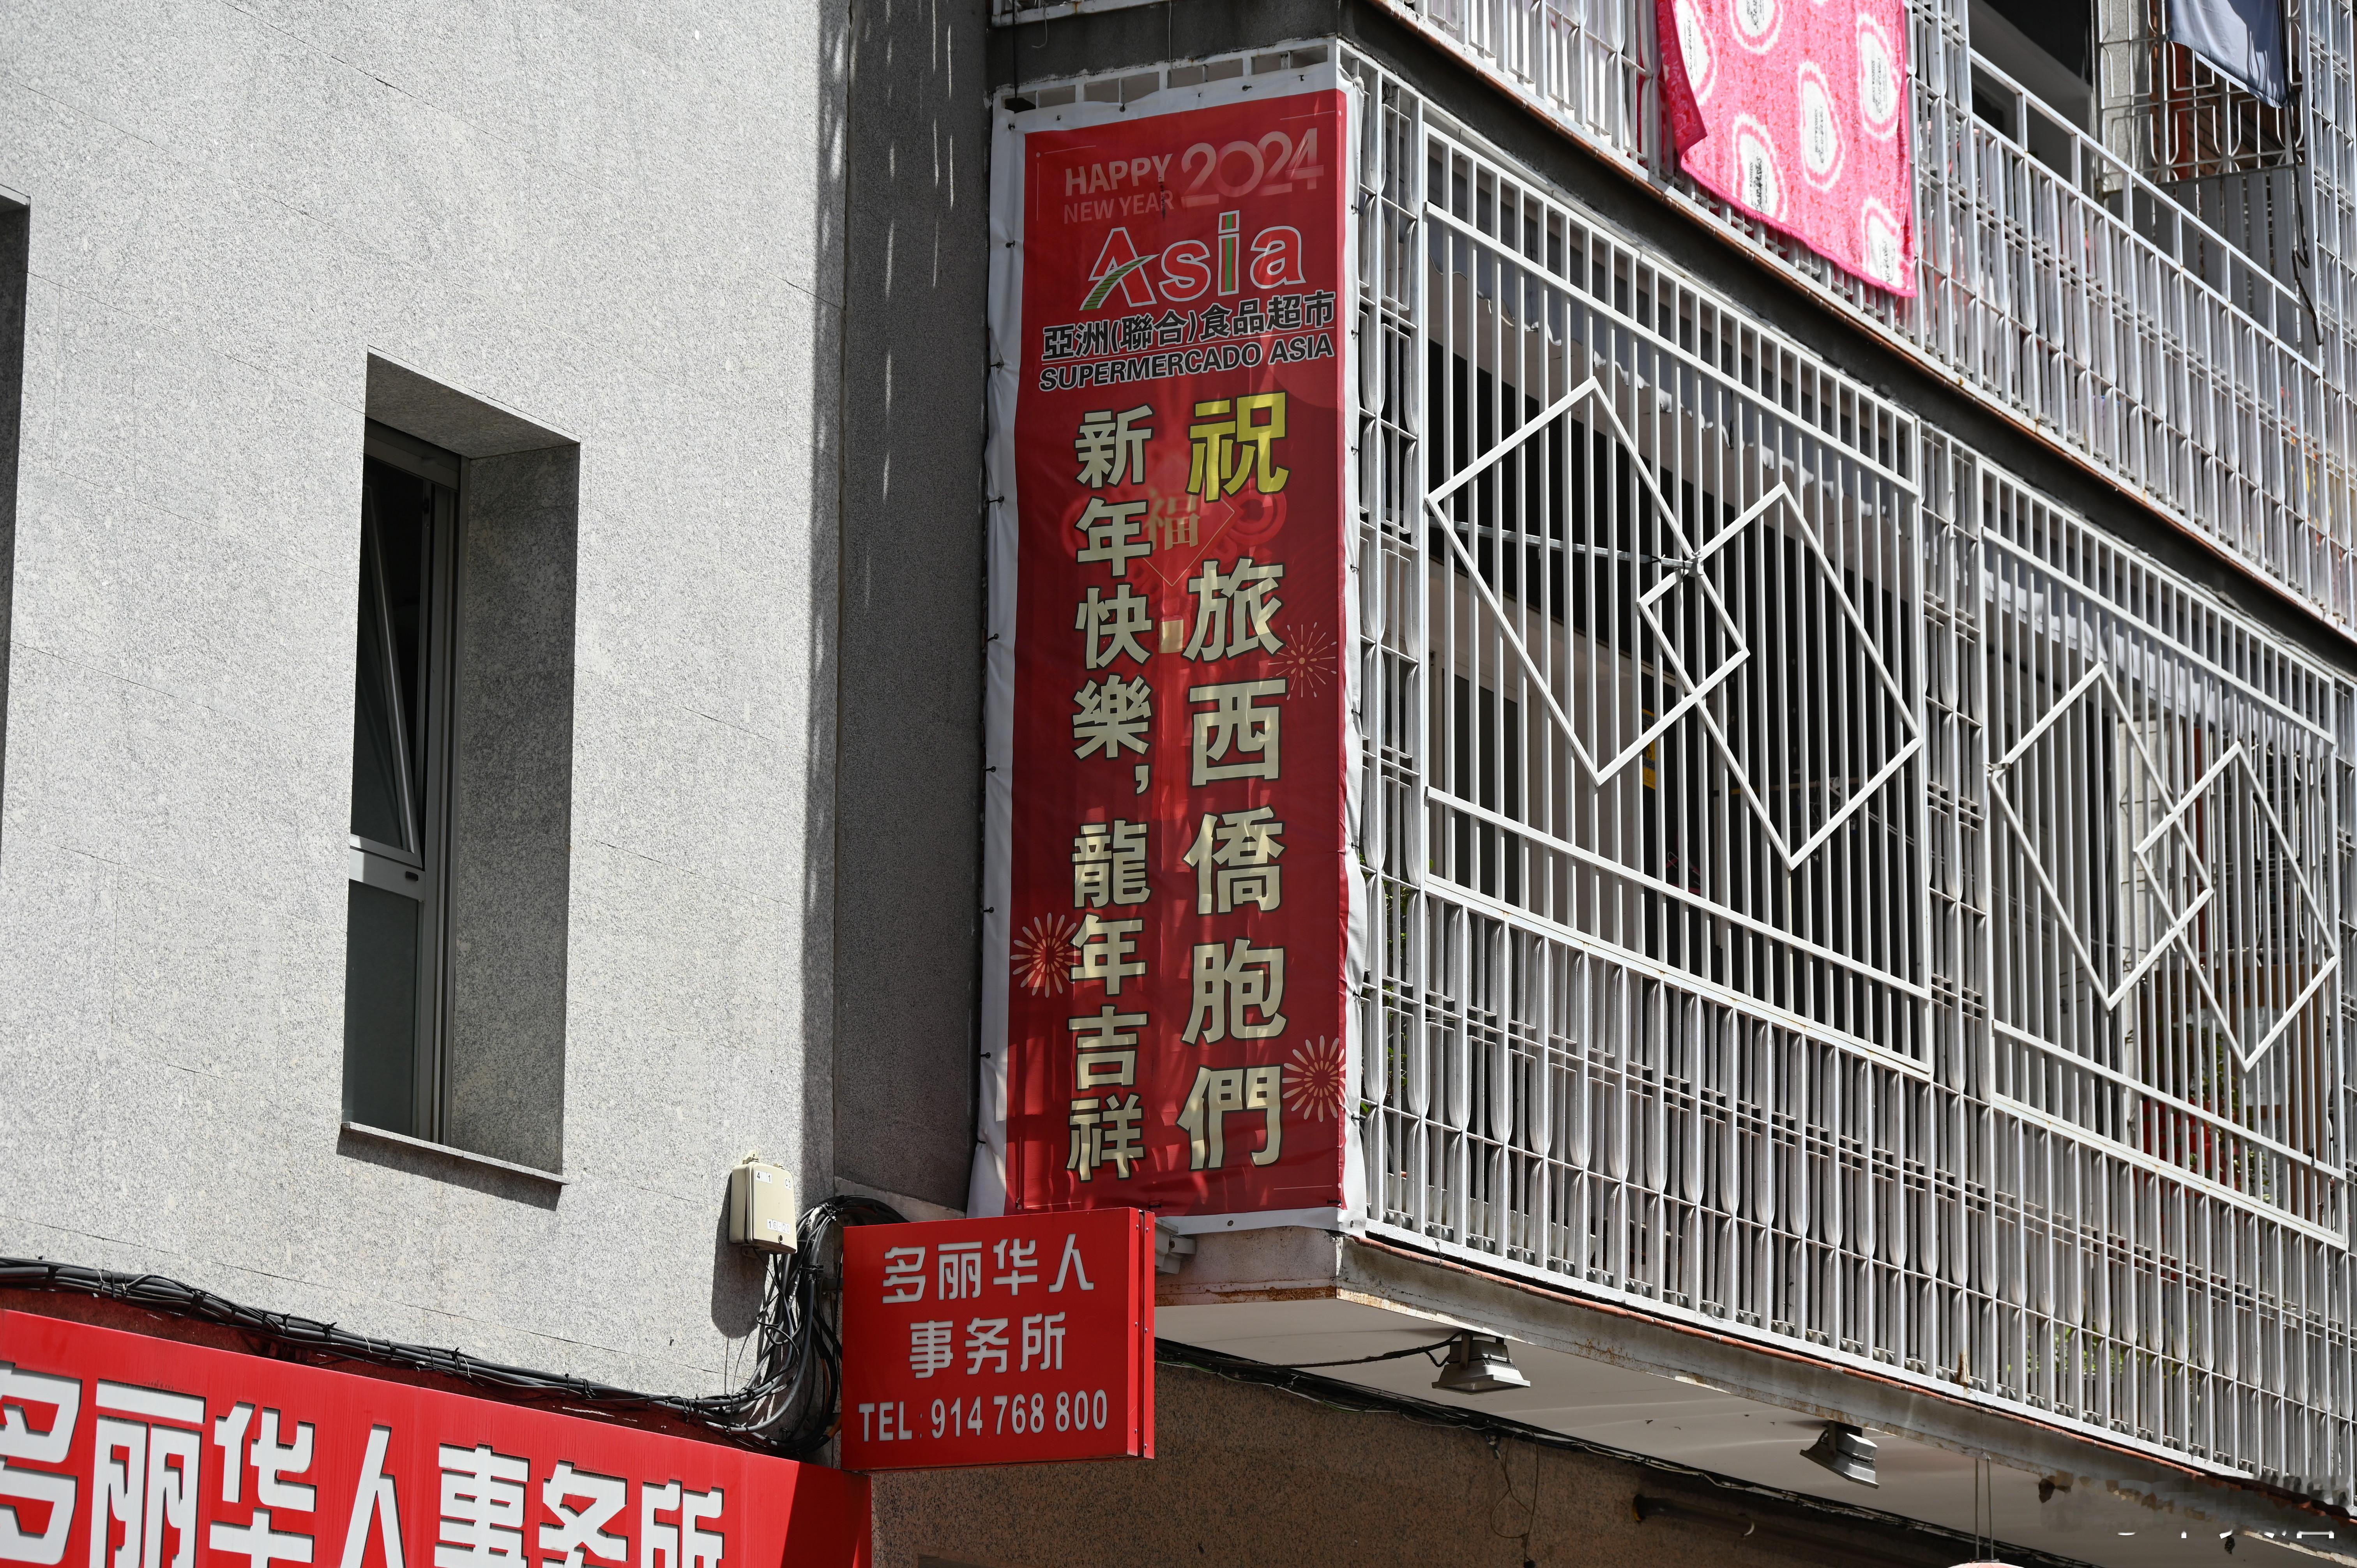 HAPPY 2024
NEW YEAR
Asia
亞洲(聯合)食品超市
SUPERMERCADO ASIA
祝旅西僑胞們
新年快樂，龍年吉祥
福
多丽华人
事务所
TEL: 914 768 800
多丽华人事务所